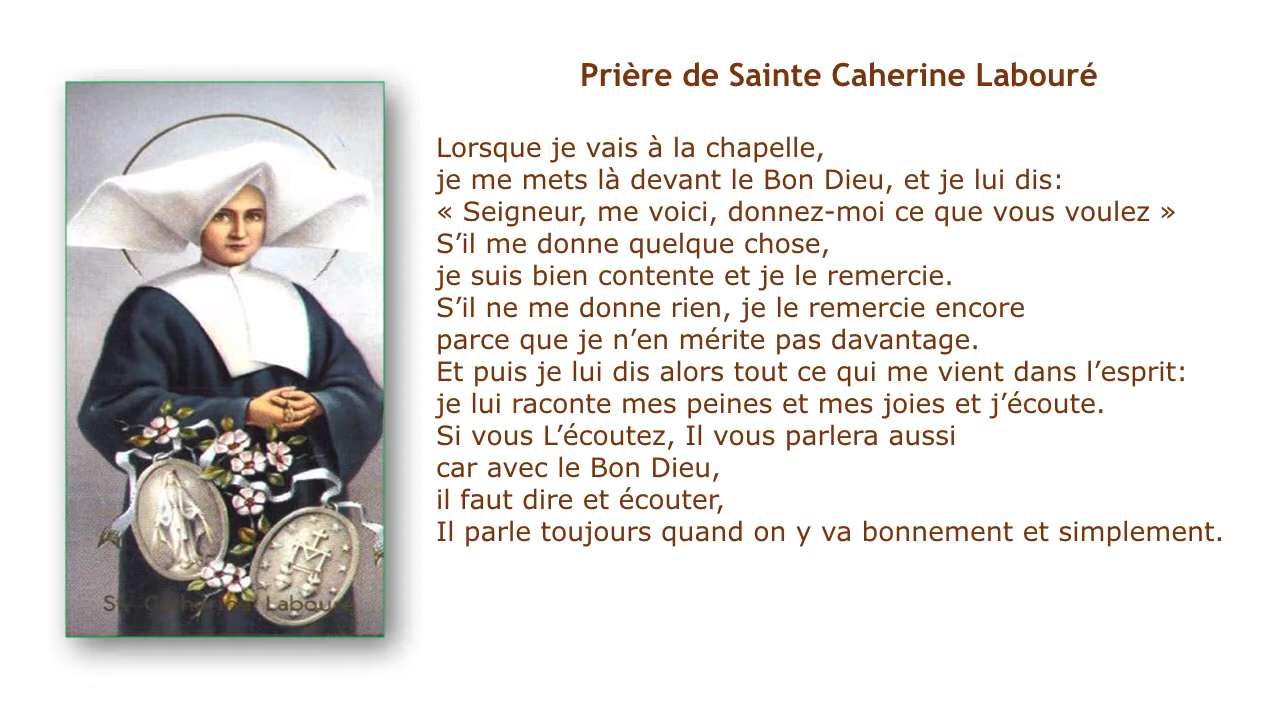 Prière de Sainte Caherine Labouré
Lorsque je vais à la chapelle,
je me mets là devant le Bon Dieu, et je lui dis:
« Seigneur, me voici, donnez-moi ce que vous voulez »
S’il me donne quelque chose,
je suis bien contente et je le remercie.
S’il ne me donne rien, je le remercie encore
parce que je n’en mérite pas davantage.
Et puis je lui dis alors tout ce qui me vient dans l’esprit:
je lui raconte mes peines et mes joies et j’écoute.
Si vous L’écoutez, Il vous parlera aussi
car avec le Bon Dieu,
il faut dire et écouter,
Il parle toujours quand on y va bonnement et simplement.
St. Catherine Labouré